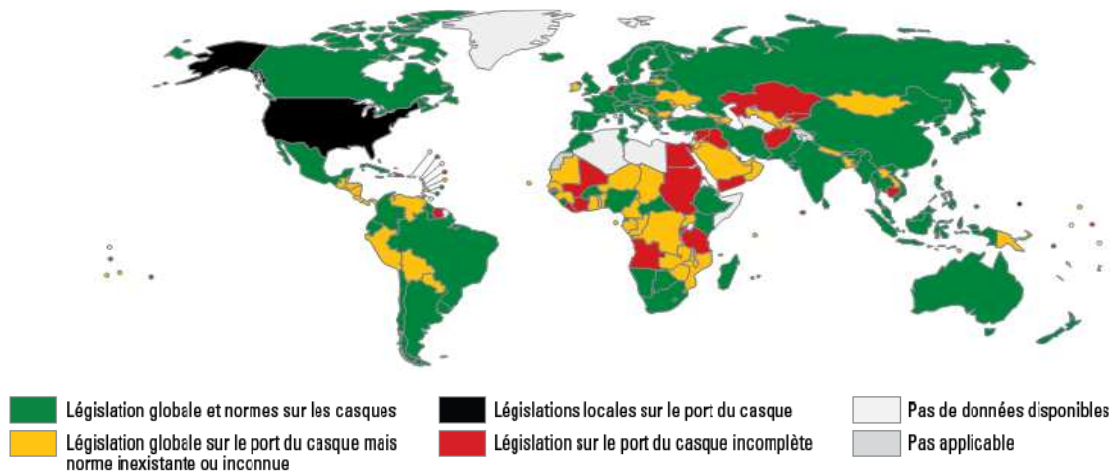 Législation globale et normes sur les casques
Législation globale sur le port du casque mais
norme inexistante ou inconnue
Législations locales sur le port du casque
Législation sur le port du casque incomplète
Pas de données disponibles
Pas applicable